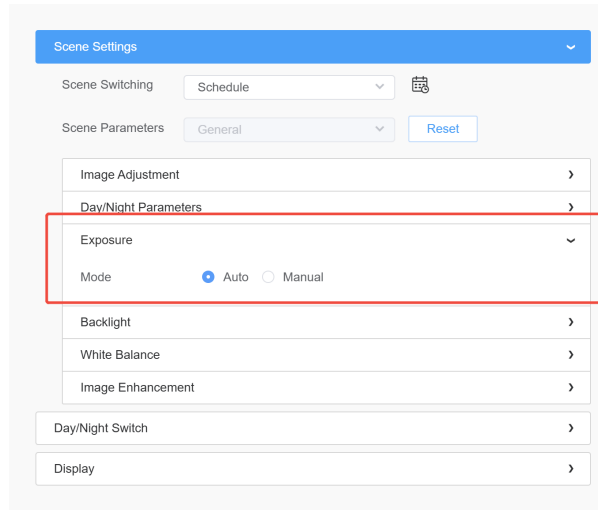 Scene Settings
Scene Switching Schedule
Scene Parameters General Reset
Image Adjustment
Day/Night Parameters
Exposure
Mode Auto Manual
Backlight
White Balance
Image Enhancement
Day/Night Switch
Display